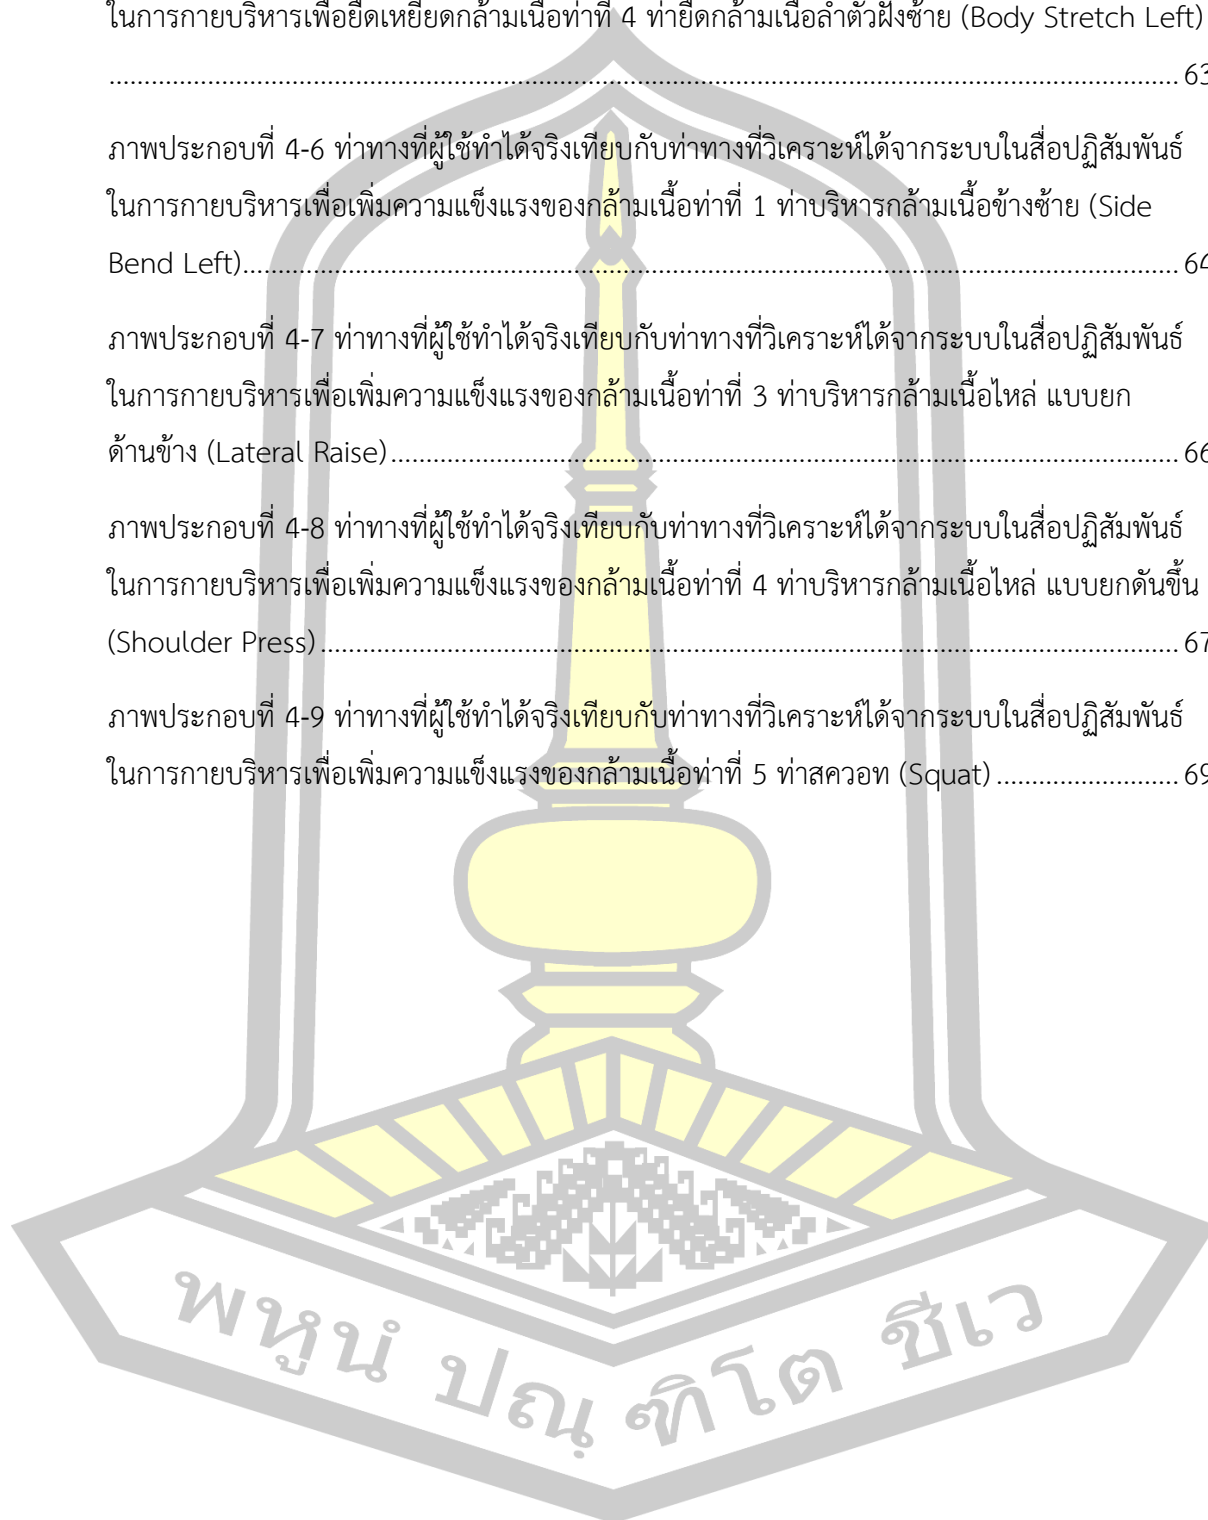 ในการกายบริหารเพื่อยืดเหยียดกล้ามเนื้อท่าที่ 4 ท่ายืดกล้ามเนื้อลำตัวฝั่งซ้าย (Body Stretch Left)
........................................................................................................................................................ 63
ภาพประกอบที่ 4-6 ท่าทางที่ผู้ใช้ทำได้จริงเทียบกับท่าทางที่วิเคราะห์ได้จากระบบในสื่อปฏิสัมพันธ์
ในการกายบริหารเพื่อเพิ่มความแข็งแรงของกล้ามเนื้อท่าที่ 1 ท่าบริหารกล้ามเนื้อข้างซ้าย (Side
Bend Left)..................................................................................................................................... 64
ภาพประกอบที่ 4-7 ท่าทางที่ผู้ใช้ทำได้จริงเทียบกับท่าทางที่วิเคราะห์ได้จากระบบในสื่อปฏิสัมพันธ์
ในการกายบริหารเพื่อเพิ่มความแข็งแรงของกล้ามเนื้อท่าที่ 3 ท่าบริหารกล้ามเนื้อไหล่ แบบยก
ด้านข้าง (Lateral Raise)................................................................................................................ 66
ภาพประกอบที่ 4-8 ท่าทางที่ผู้ใช้ทำได้จริงเทียบกับท่าทางที่วิเคราะห์ได้จากระบบในสื่อปฏิสัมพันธ์
ในการกายบริหารเพื่อเพิ่มความแข็งแรงของกล้ามเนื้อท่าที่ 4 ท่าบริหารกล้ามเนื้อไหล่ แบบยกดันขึ้น
(Shoulder Press).......................................................................................................................... 67
ภาพประกอบที่ 4-9 ท่าทางที่ผู้ใช้ทำได้จริงเทียบกับท่าทางที่วิเคราะห์ได้จากระบบในสื่อปฏิสัมพันธ์
ในการกายบริหารเพื่อเพิ่มความแข็งแรงของกล้ามเนื้อท่าที่ 5 ท่าสควอท (Squat).......................... 69
พหูนํ ปณฺฑิโต ชีเว